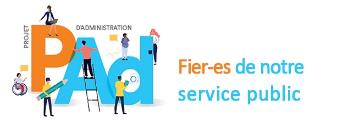 PROJET
D'ADMINISTRATION
PAd
Fier-es de notre
service public